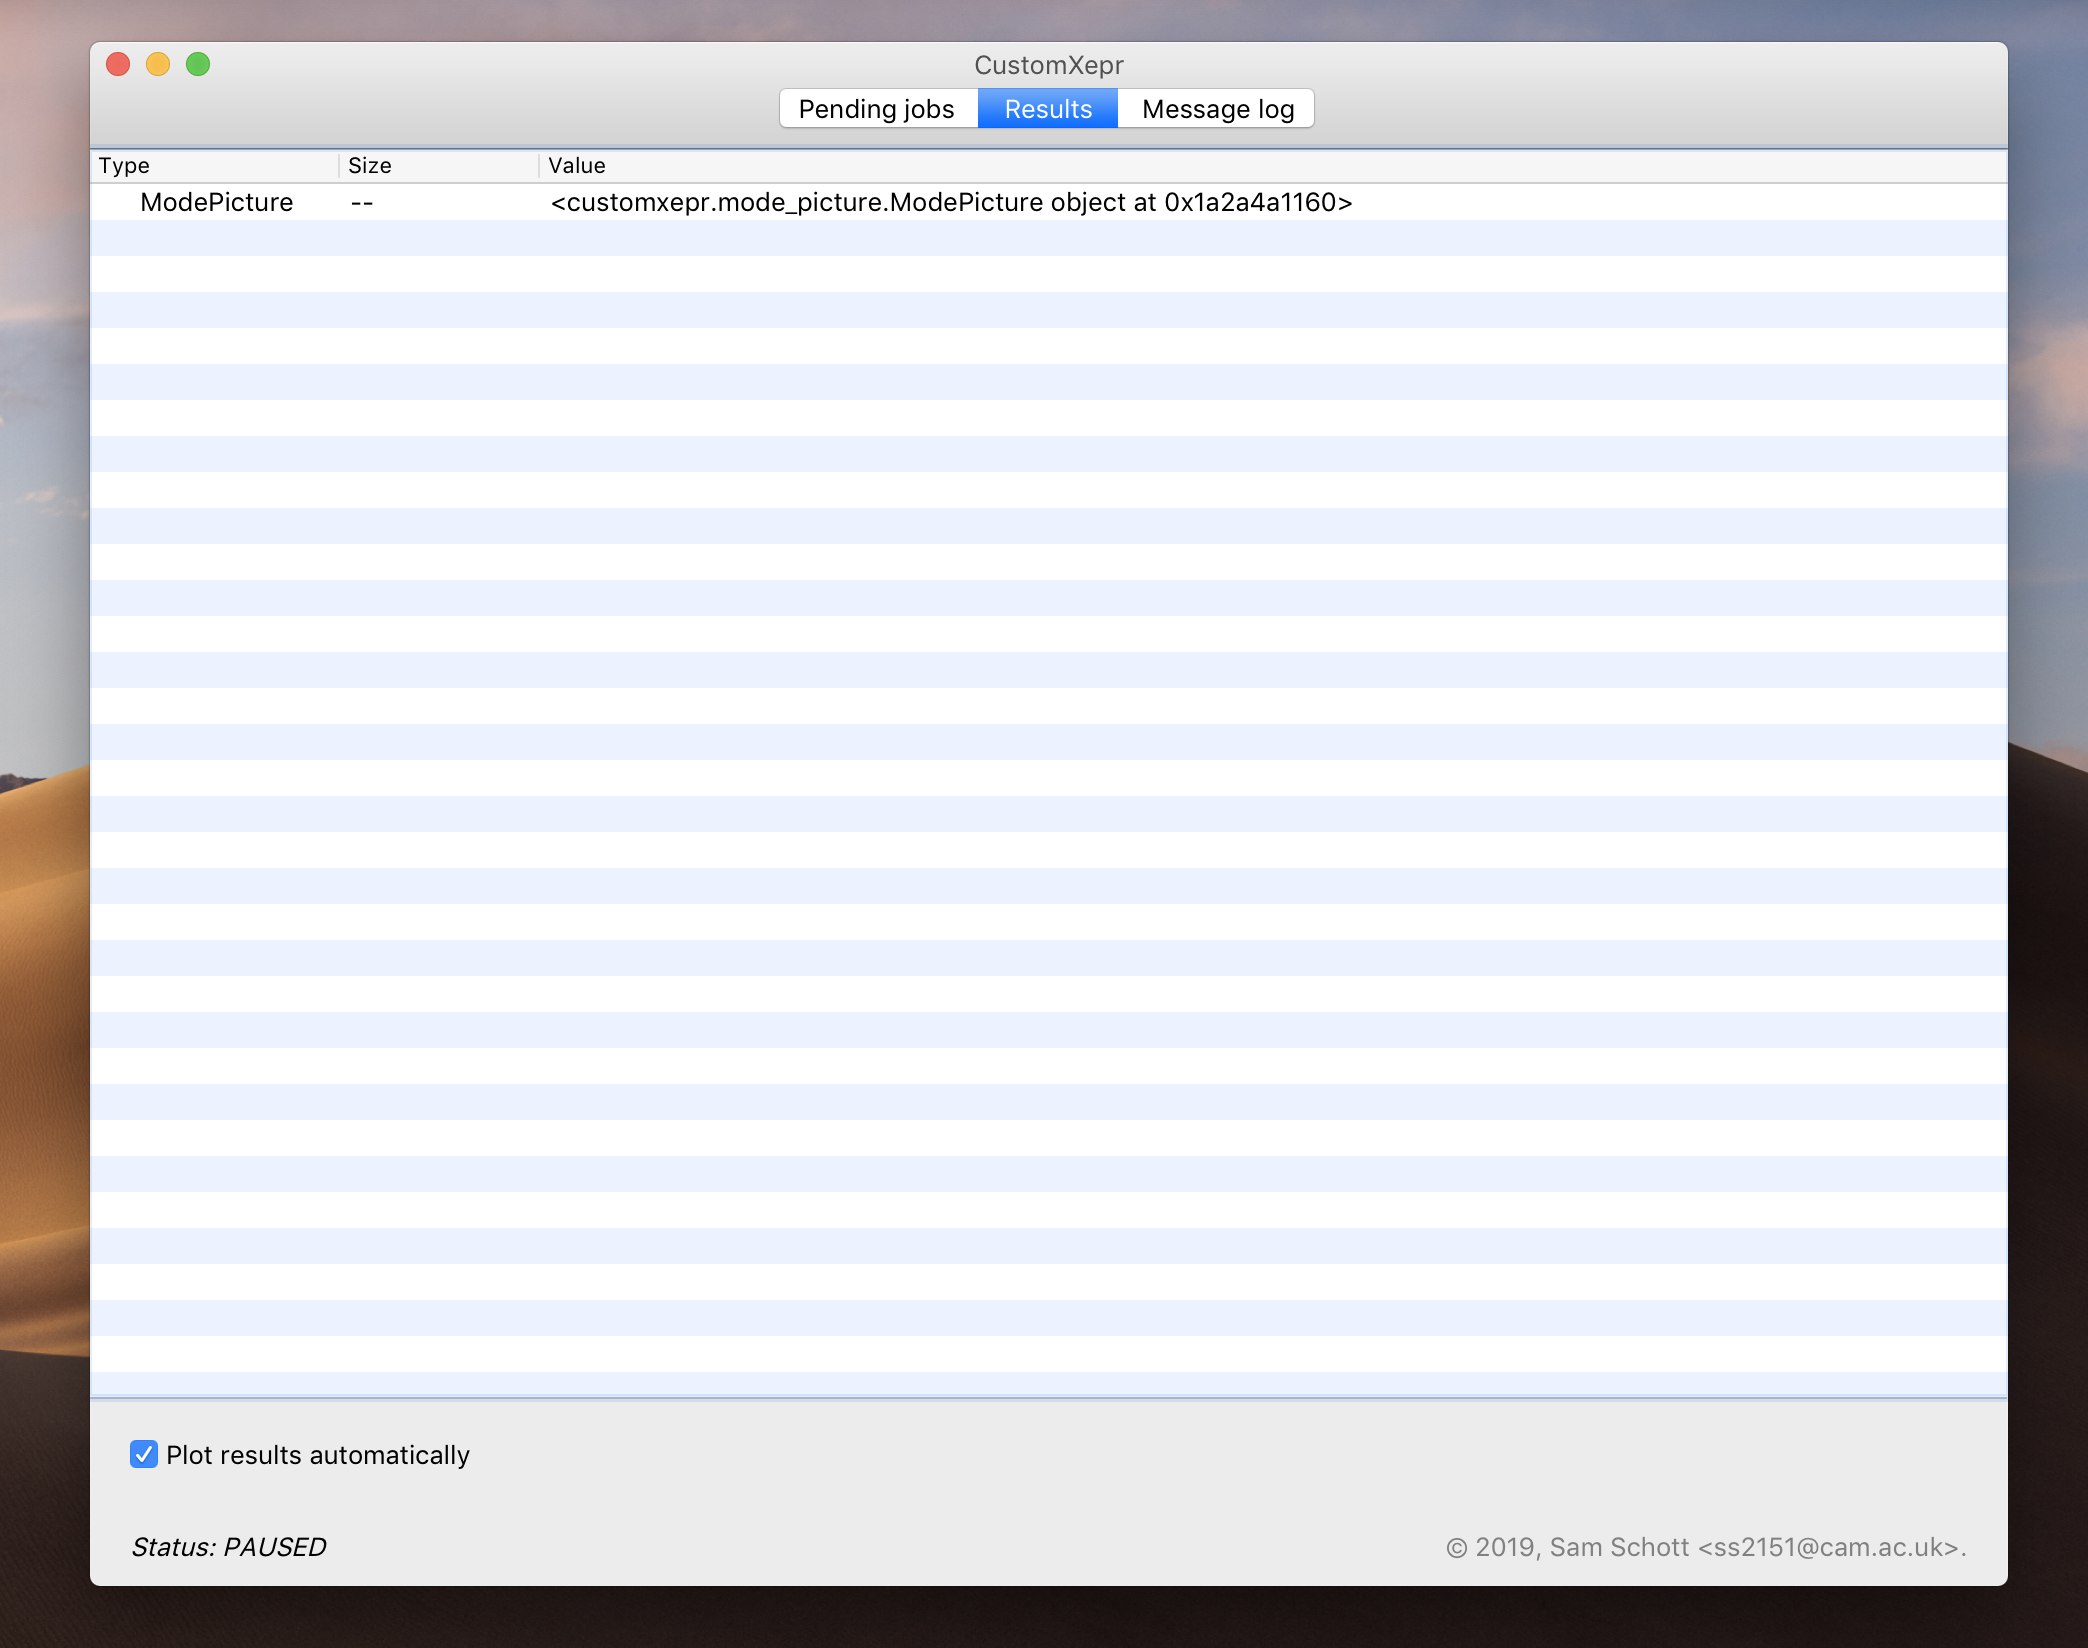 CustomXepr
Pending jobs Results Message log
Type Size Value
ModePicture -- <customxepr.mode_picture.ModePicture object at 0x1a2a4a1160>
Plot results automatically
Status: PAUSED © 2019, Sam Schott <ss2151@cam.ac.uk>.